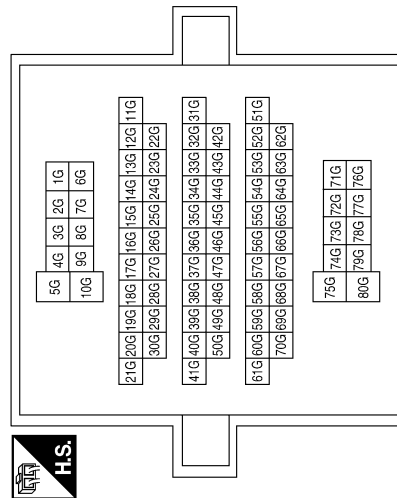 H.S.
5G 4G 3G 2G 1G
10G 9G 8G 7G 6G
21G 20G 19G 18G 17G 16G 15G 14G 13G 12G 11G
30G 29G 28G 27G 26G 25G 24G 23G 22G
41G 40G 39G 38G 37G 36G 35G 34G 33G 32G 31G
50G 49G 48G 47G 46G 45G 44G 43G 42G
61G 60G 59G 58G 57G 56G 55G 54G 53G 52G 51G
70G 69G 68G 67G 66G 65G 64G 63G 62G
75G 74G 73G 72G 71G
80G 79G 78G 77G 76G